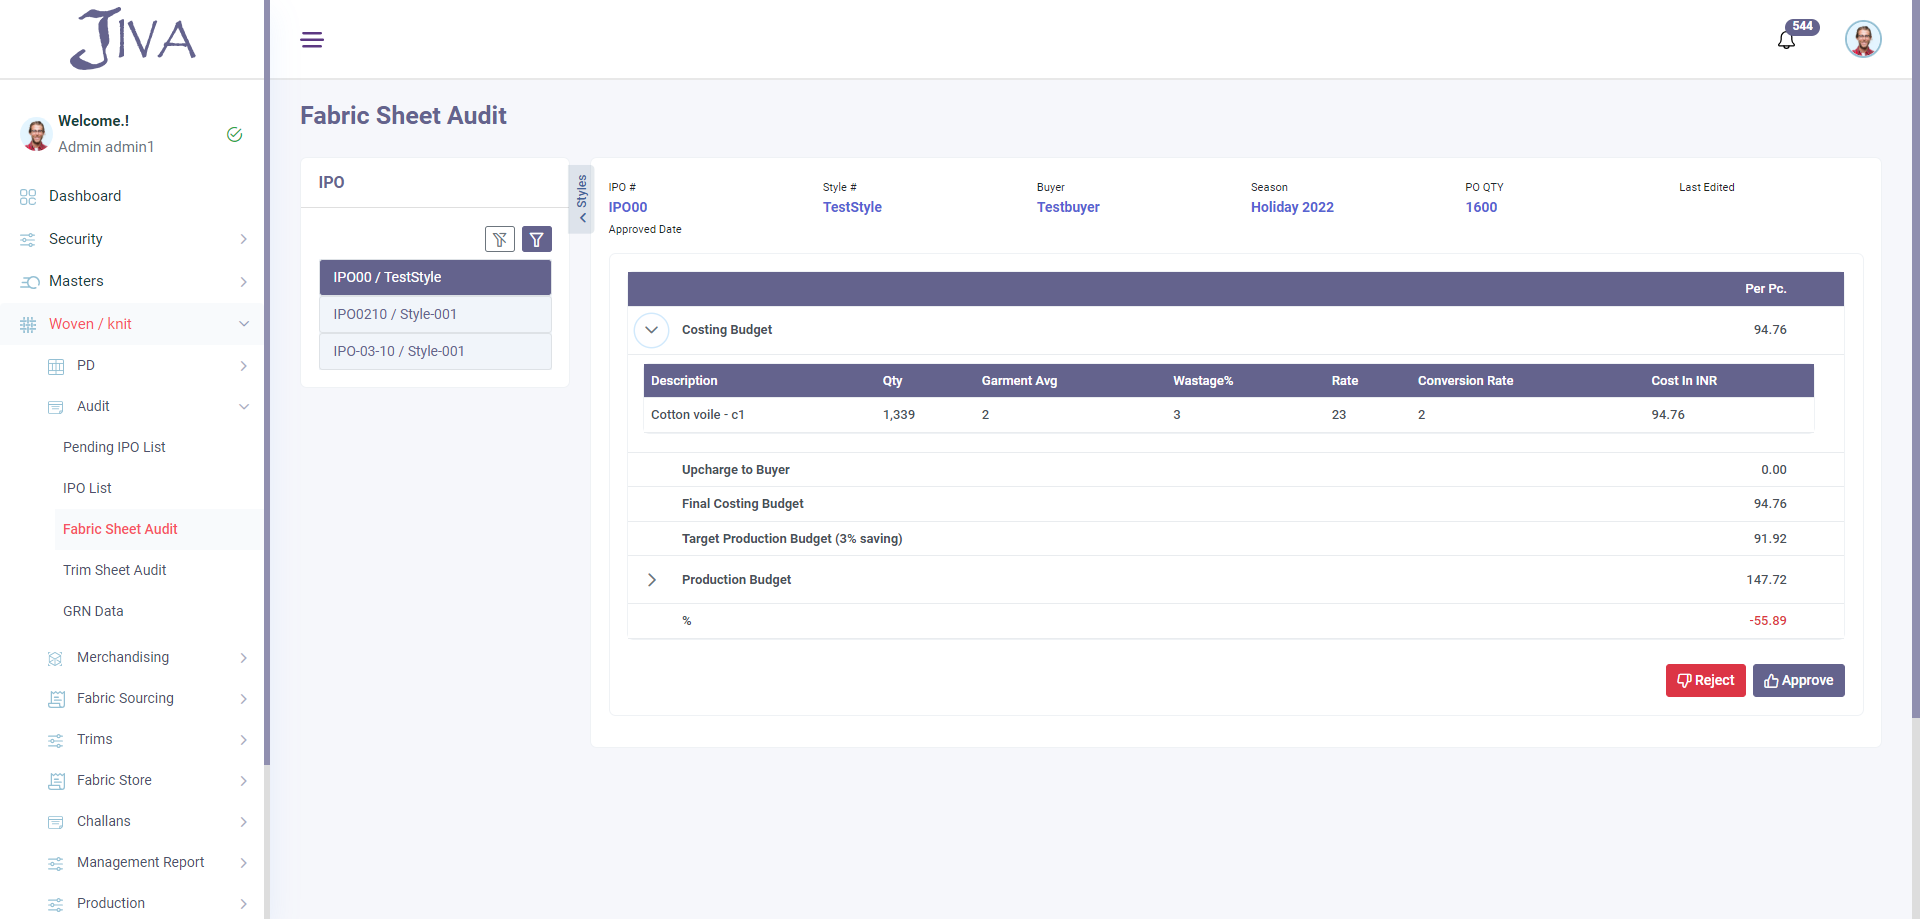 JIVA
544
Welcome.!
Admin admin1
Dashboard
Security
Masters
Woven / knit
PD
Audit
Pending IPO List
IPO List
Fabric Sheet Audit
Trim Sheet Audit
GRN Data
Merchandising
Fabric Sourcing
Trims
Fabric Store
Challans
Management Report
Production
Fabric Sheet Audit
IPO
IPO00 / TestStyle
IPO0210 / Style-001
IPO-03-10 / Style-001
Styles
IPO # Style # Buyer Season PO QTY Last Edited
IPO00 TestStyle Testbuyer Holiday 2022 1600
Approved Date
Per Pc.
Costing Budget 94.76
Description Qty Garment Avg Wastage% Rate Conversion Rate Cost In INR
Cotton voile - c1 1,339 2 3 23 2 94.76
Upcharge to Buyer 0.00
Final Costing Budget 94.76
Target Production Budget (3% saving) 91.92
Production Budget 147.72
% -55.89
Reject Approve